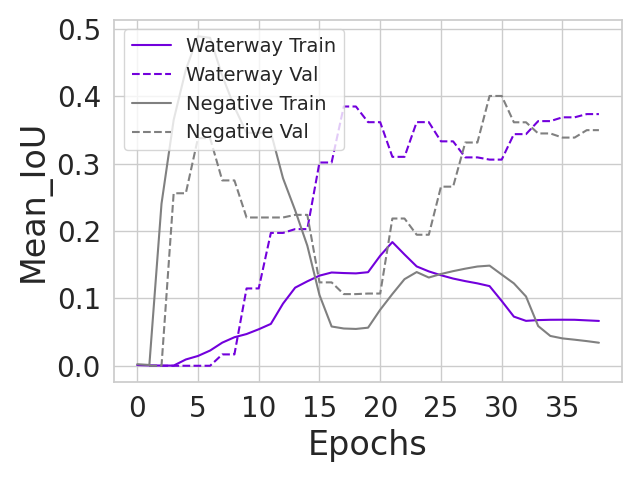 0.5
0.4
0.3
0.2
0.1
0.0
Mean_IoU
Waterway Train
Waterway Val
Negative Train
Negative Val
0 5 10 15 20 25 30 35
Epochs